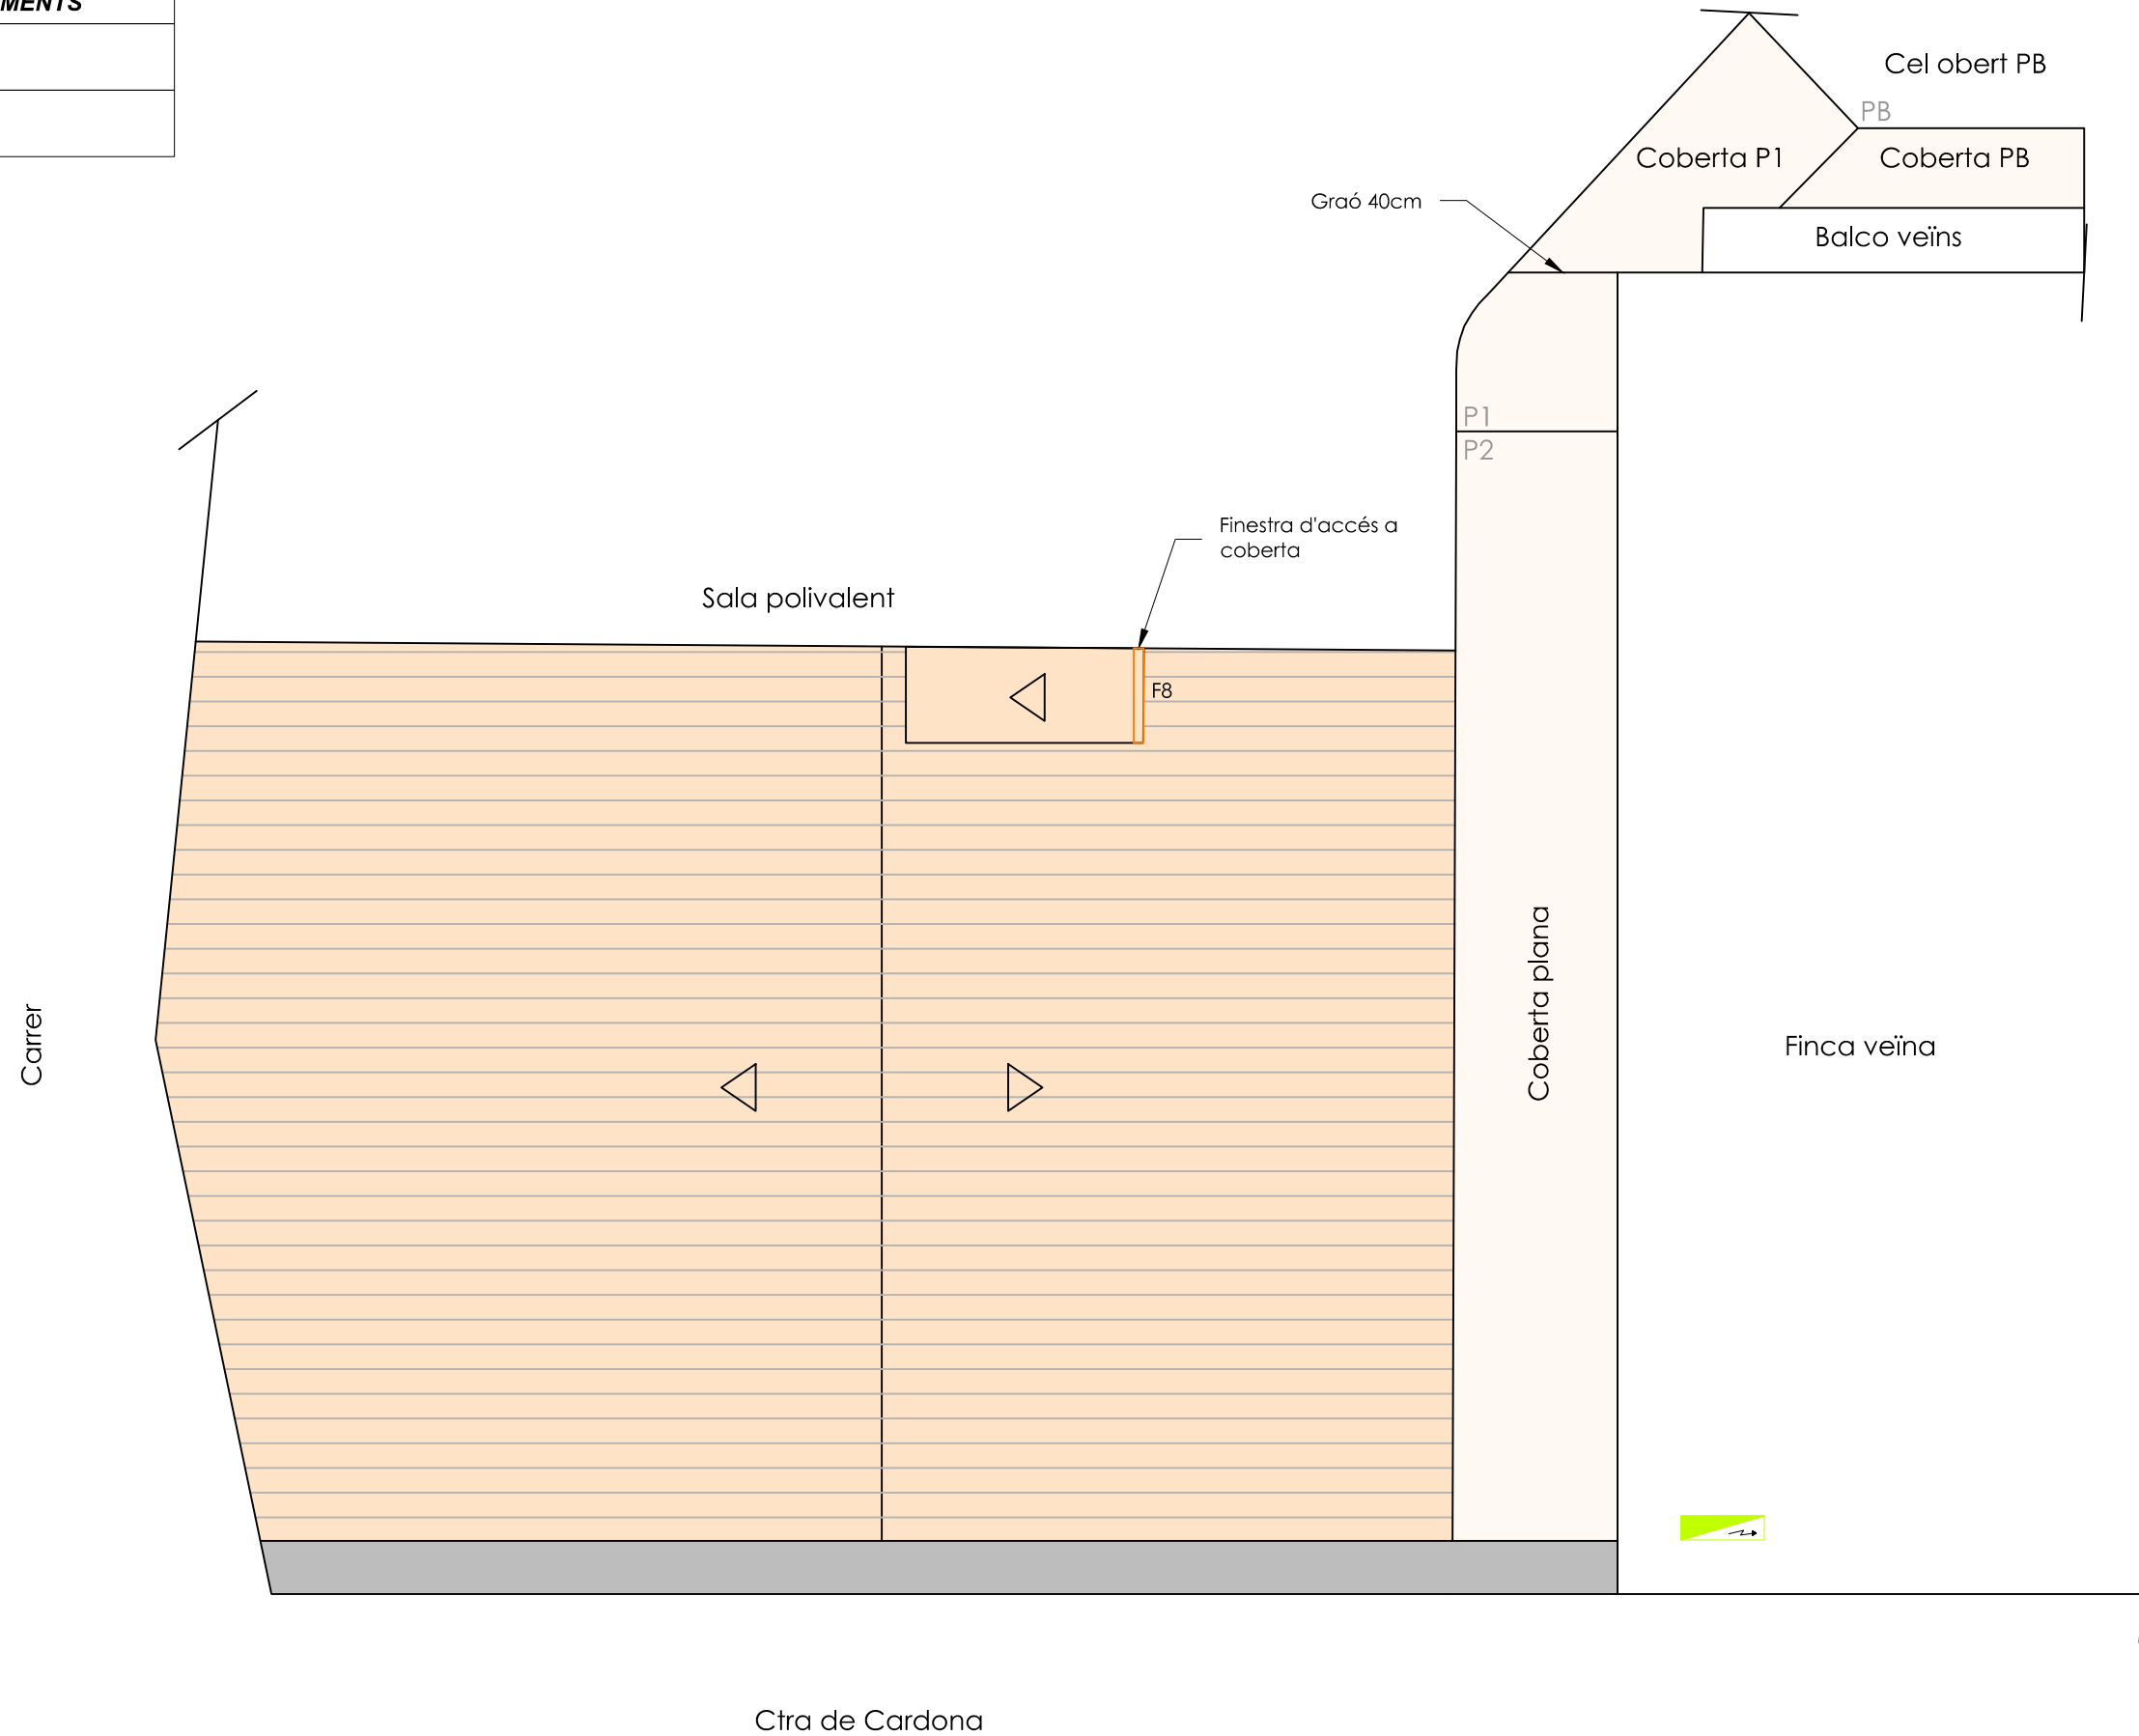 Cel obert PB
PB
Coberta P1
Coberta PB
Graó 40cm
Balco veïns
P1
P2
Finestra d'accés a
coberta
Sala polivalent
F8
Coberta plana
Carrer
Finca veïna
Ctra de Cardona